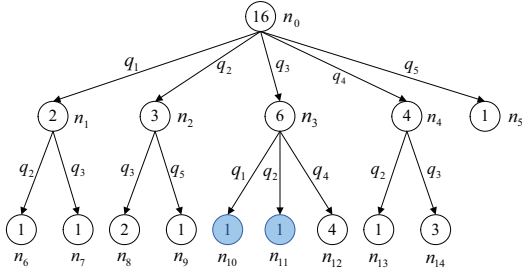 16 n₀
q₁ q₂ q₃ q₄ q₅
2 n₁ 3 n₂ 6 n₃ 4 n₄ 1 n₅
q₂ q₃ q₃ q₅ q₁ q₂ q₄ q₂ q₃
1 1 2 1 1 1 4 1 3
n₆ n₇ n₈ n₉ n₁₀ n₁₁ n₁₂ n₁₃ n₁₄